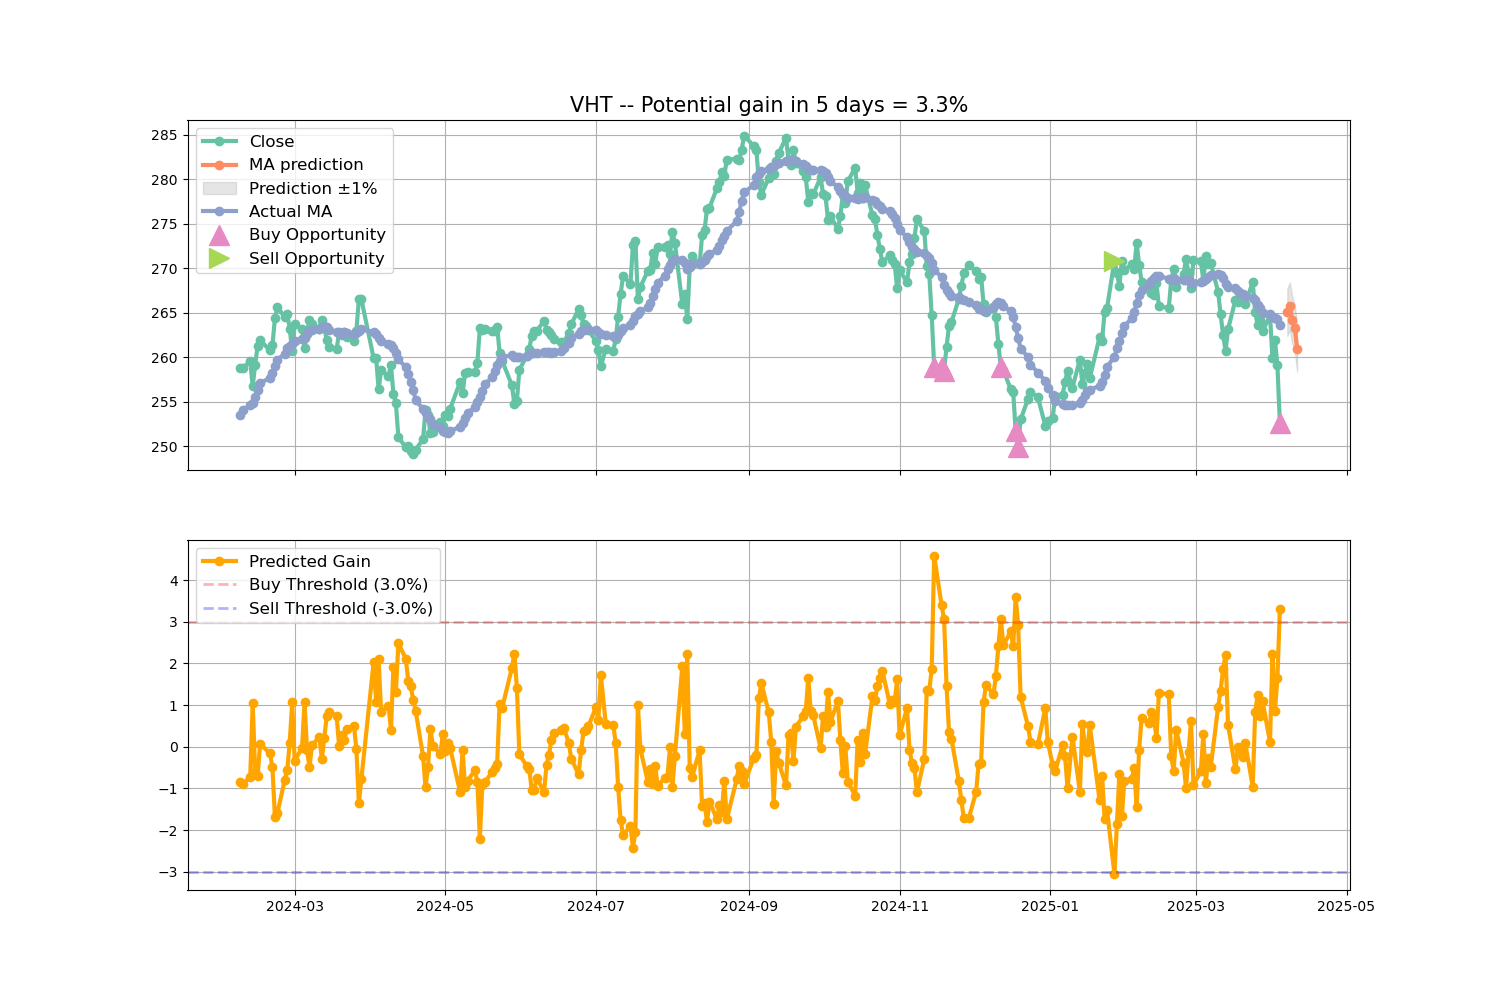 VHT -- Potential gain in 5 days = 3.3%
285
280
275
270
265
260
255
250
Close
MA prediction
Prediction ±1%
Actual MA
Buy Opportunity
Sell Opportunity
4
3
2
1
0
−1
−2
−3
Predicted Gain
Buy Threshold (3.0%)
Sell Threshold (-3.0%)
2024-03
2024-05
2024-07
2024-09
2024-11
2025-01
2025-03
2025-05